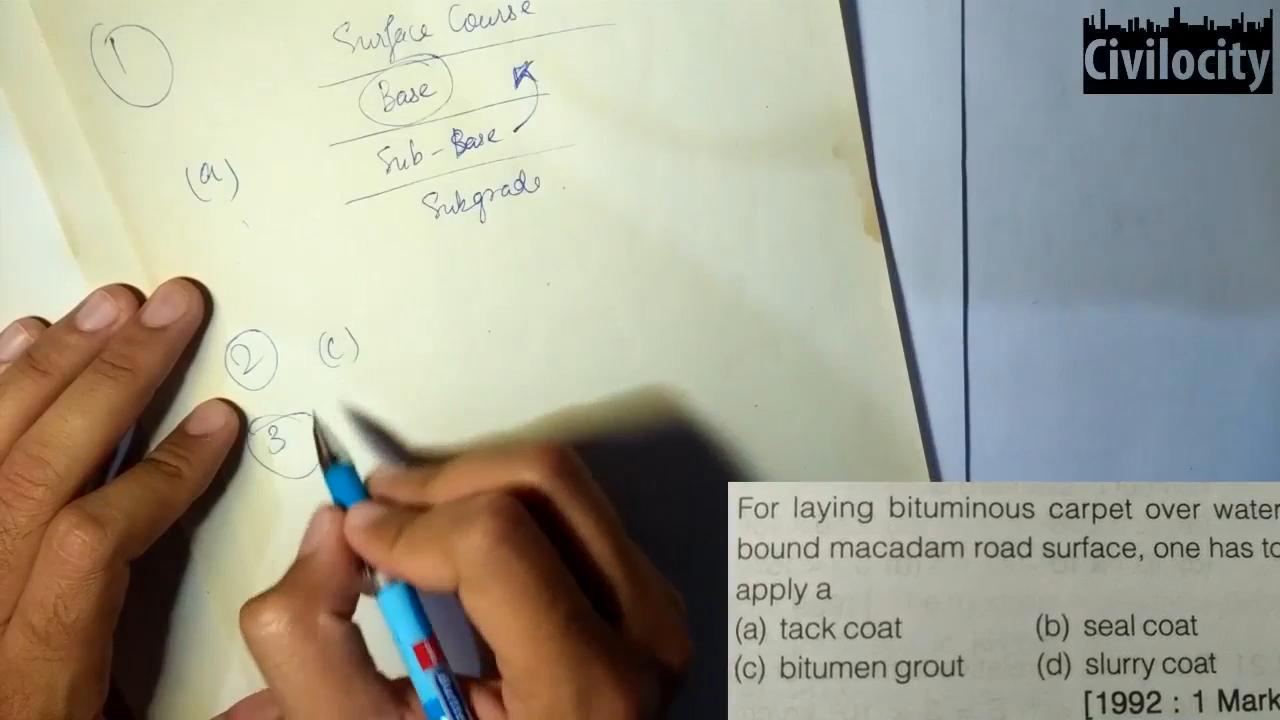 Civilocity
1
Surface Course
Base
Sub-Base
(a)
Subgrade
2 (c)
3
For laying bituminous carpet over water
bound macadam road surface, one has to
apply a
(a) tack coat (b) seal coat
(c) bitumen grout (d) slurry coat
[1992 : 1 Mark